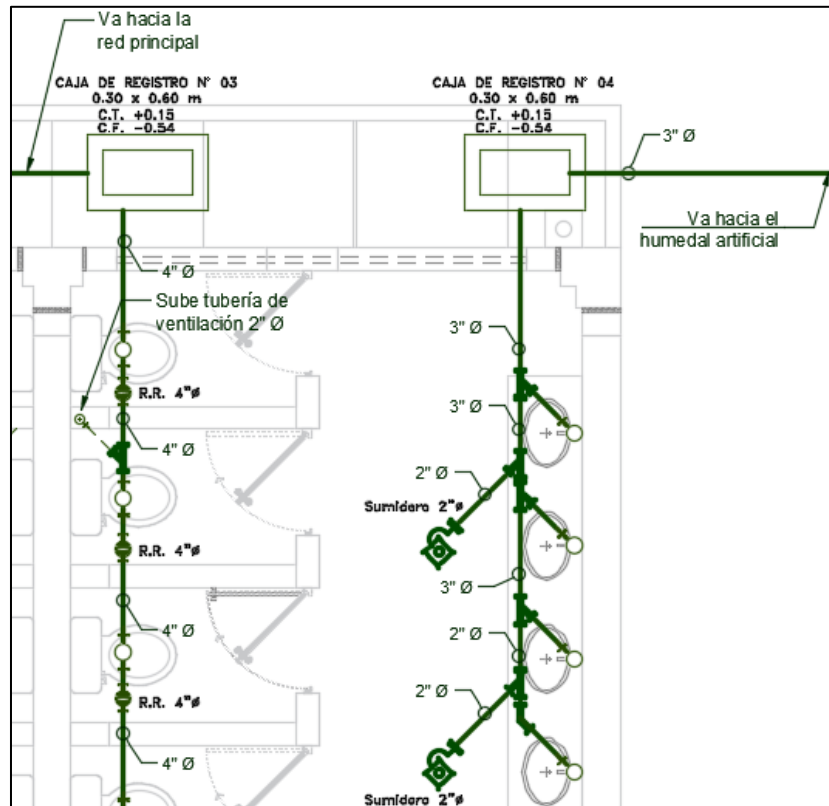 Va hacia la
red principal
CAJA DE REGISTRO N° 03
0.30 x 0.60 m
C.T. +0.15
C.F. -0.54
CAJA DE REGISTRO N° 04
0.30 x 0.60 m
C.T. +0.15
C.F. -0.54
3" Ø
Va hacia el
humedal artificial
4" Ø
Sube tubería de
ventilación 2" Ø
3" Ø
R.R. 4"ø
3" Ø
4" Ø
2" Ø
Sumidero 2"ø
R.R. 4"ø
3" Ø
4" Ø
2" Ø
R.R. 4"ø
2" Ø
4" Ø
Sumidero 2"ø